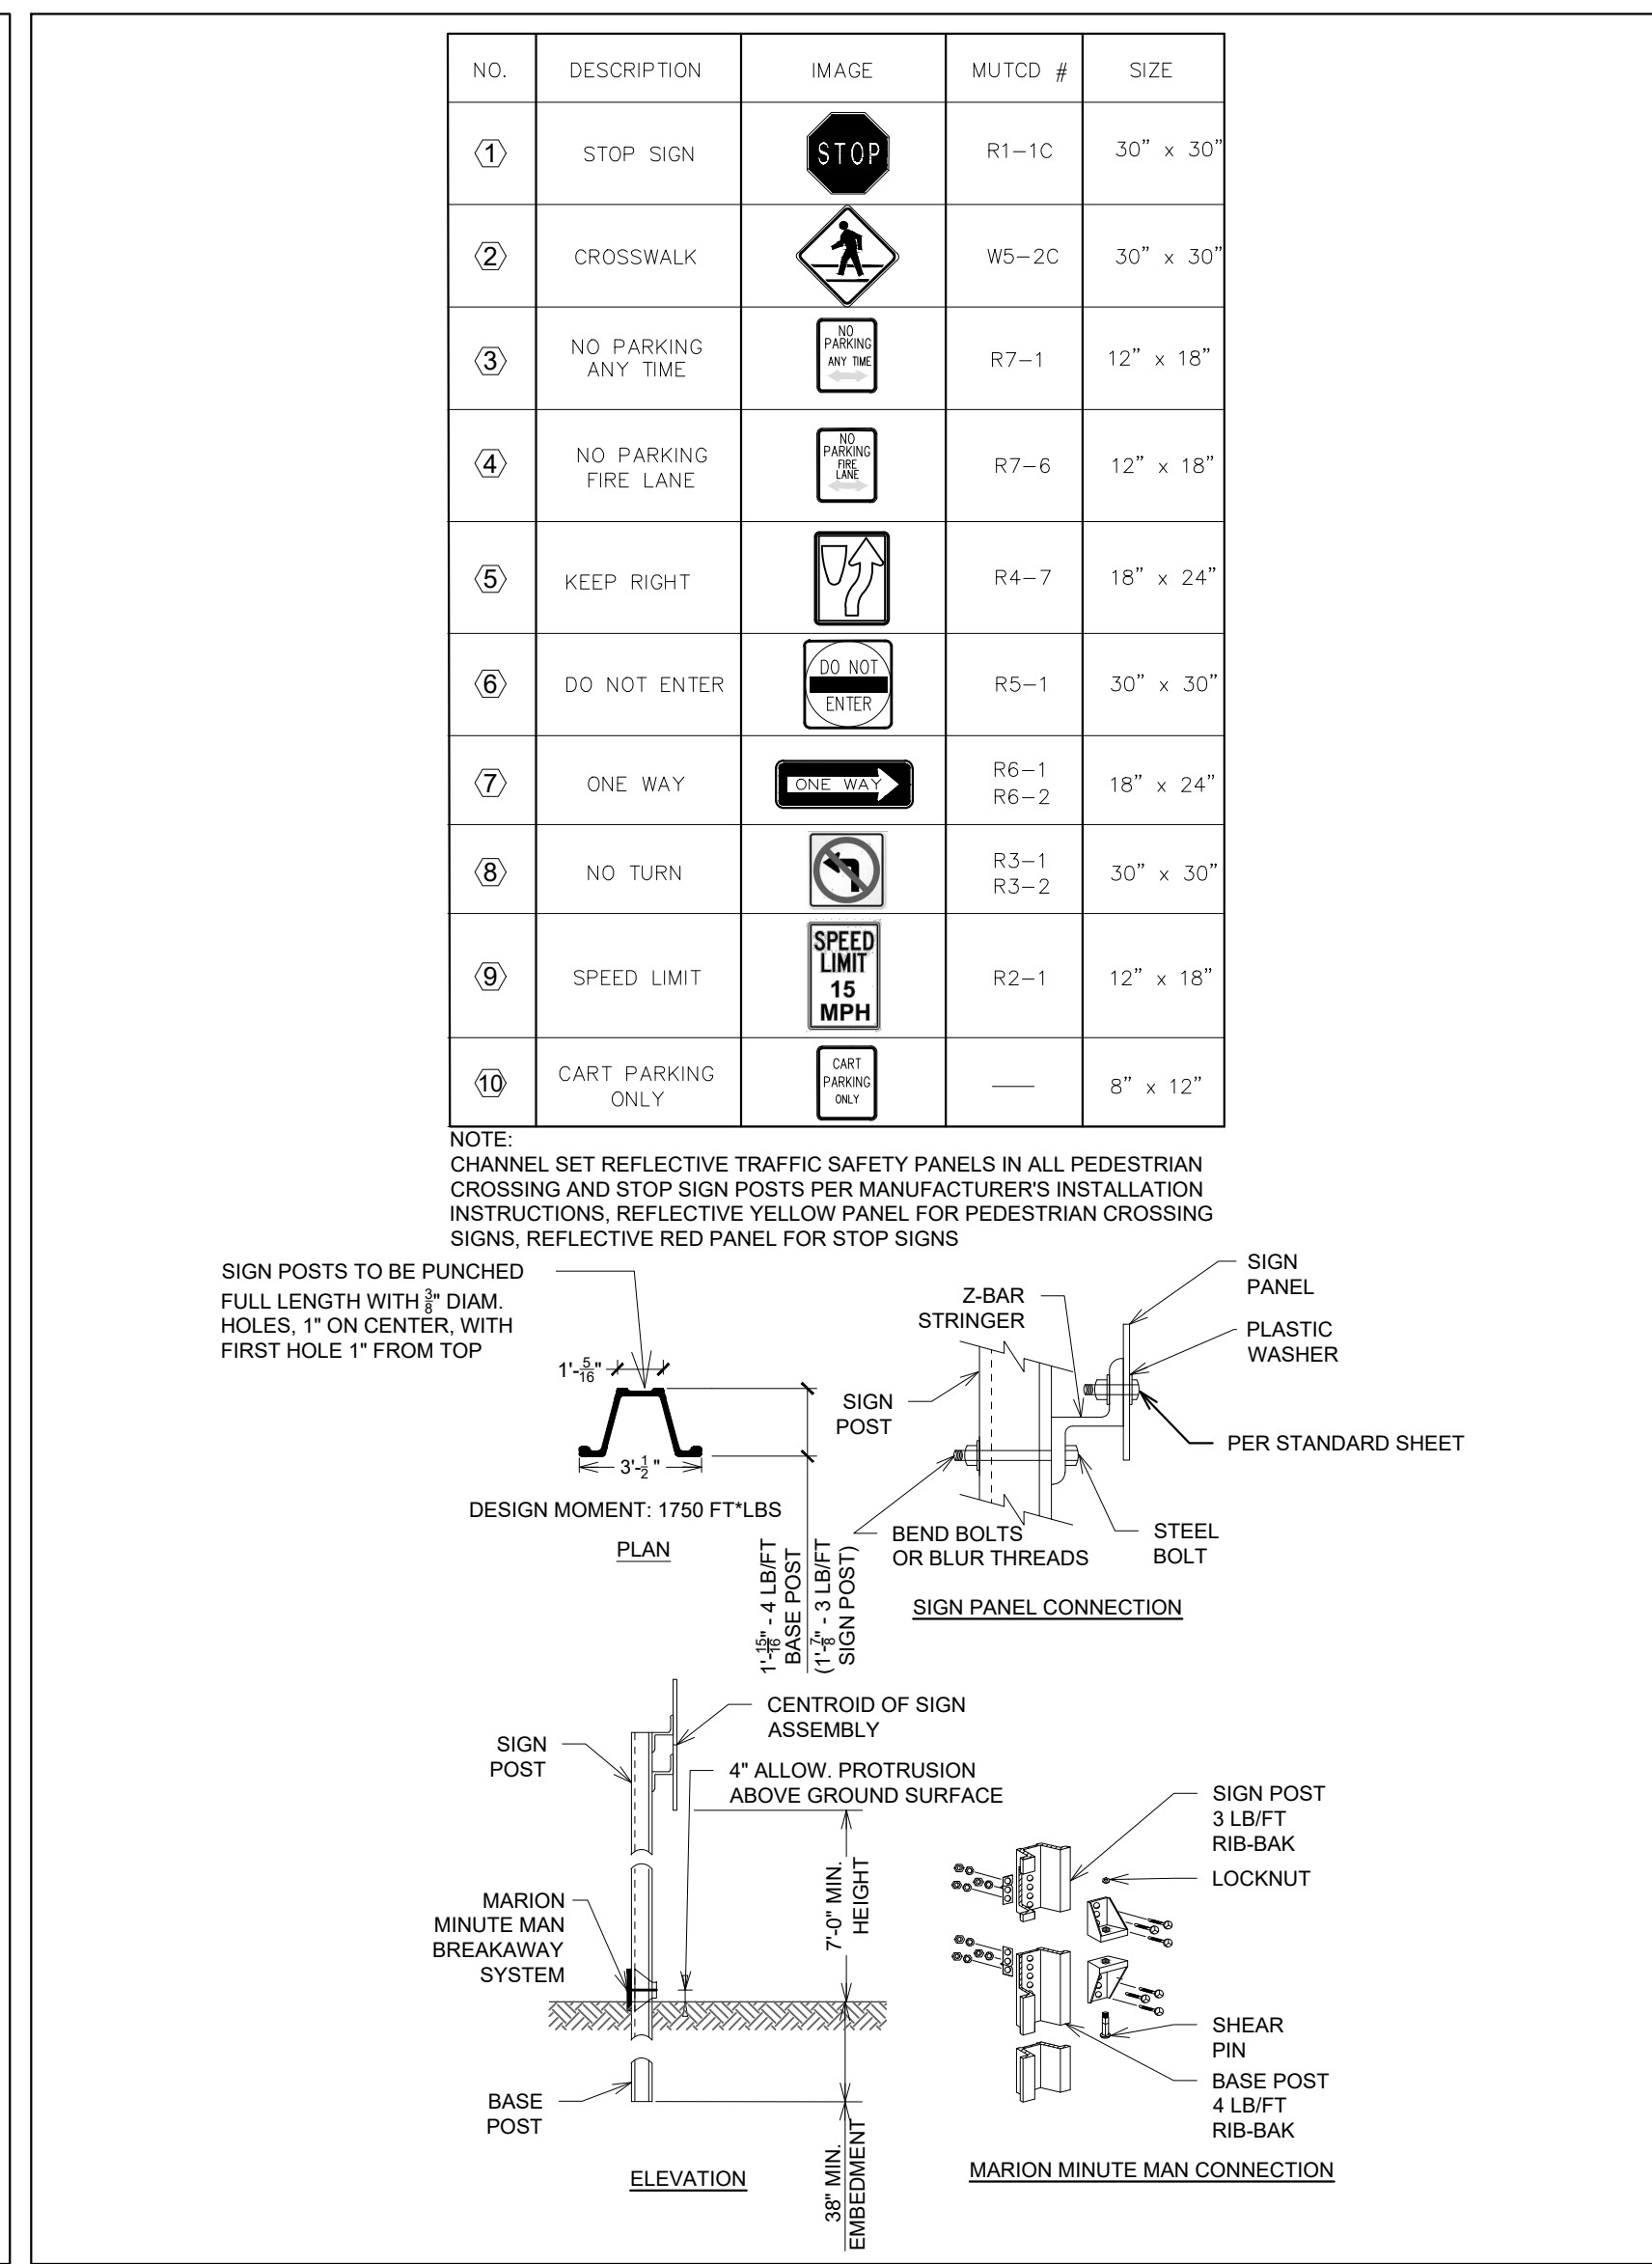 NO. DESCRIPTION IMAGE MUTCD # SIZE
1 STOP SIGN STOP R1-1C 30" x 30"
2 CROSSWALK W5-2C 30" x 30"
3 NO PARKING
ANY TIME
NO
PARKING
ANY TIME
R7-1 12" x 18"
4 NO PARKING
FIRE LANE
NO
PARKING
FIRE
LANE
R7-6 12" x 18"
5 KEEP RIGHT R4-7 18" x 24"
6 DO NOT ENTER
DO NOT
ENTER
R5-1 30" x 30"
7 ONE WAY ONE WAY
R6-1
R6-2
18" x 24"
8 NO TURN
R3-1
R3-2
30" x 30"
9 SPEED LIMIT
SPEED
LIMIT
15
MPH
R2-1 12" x 18"
10 CART PARKING
ONLY
CART
PARKING
ONLY
— 8" x 12"
NOTE:
CHANNEL SET REFLECTIVE TRAFFIC SAFETY PANELS IN ALL PEDESTRIAN
CROSSING AND STOP SIGN POSTS PER MANUFACTURER'S INSTALLATION
INSTRUCTIONS, REFLECTIVE YELLOW PANEL FOR PEDESTRIAN CROSSING
SIGNS, REFLECTIVE RED PANEL FOR STOP SIGNS
SIGN POSTS TO BE PUNCHED
FULL LENGTH WITH 3/8" DIAM.
HOLES, 1" ON CENTER, WITH
FIRST HOLE 1" FROM TOP
1'-5/16"
3'-1/2"
DESIGN MOMENT: 1750 FT*LBS
PLAN
1'-15/16" - 4 LB/FT
BASE POST
(1'-7/8" - 3 LB/FT
SIGN POST)
Z-BAR
STRINGER
SIGN
PANEL
PLASTIC
WASHER
SIGN
POST
PER STANDARD SHEET
BEND BOLTS
OR BLUR THREADS
STEEL
BOLT
SIGN PANEL CONNECTION
CENTROID OF SIGN
ASSEMBLY
SIGN
POST
4" ALLOW. PROTRUSION
ABOVE GROUND SURFACE
MARION
MINUTE MAN
BREAKAWAY
SYSTEM
7'-0" MIN.
HEIGHT
BASE
POST
38" MIN.
EMBEDMENT
ELEVATION
SIGN POST
3 LB/FT
RIB-BAK
LOCKNUT
SHEAR
PIN
BASE POST
4 LB/FT
RIB-BAK
MARION MINUTE MAN CONNECTION